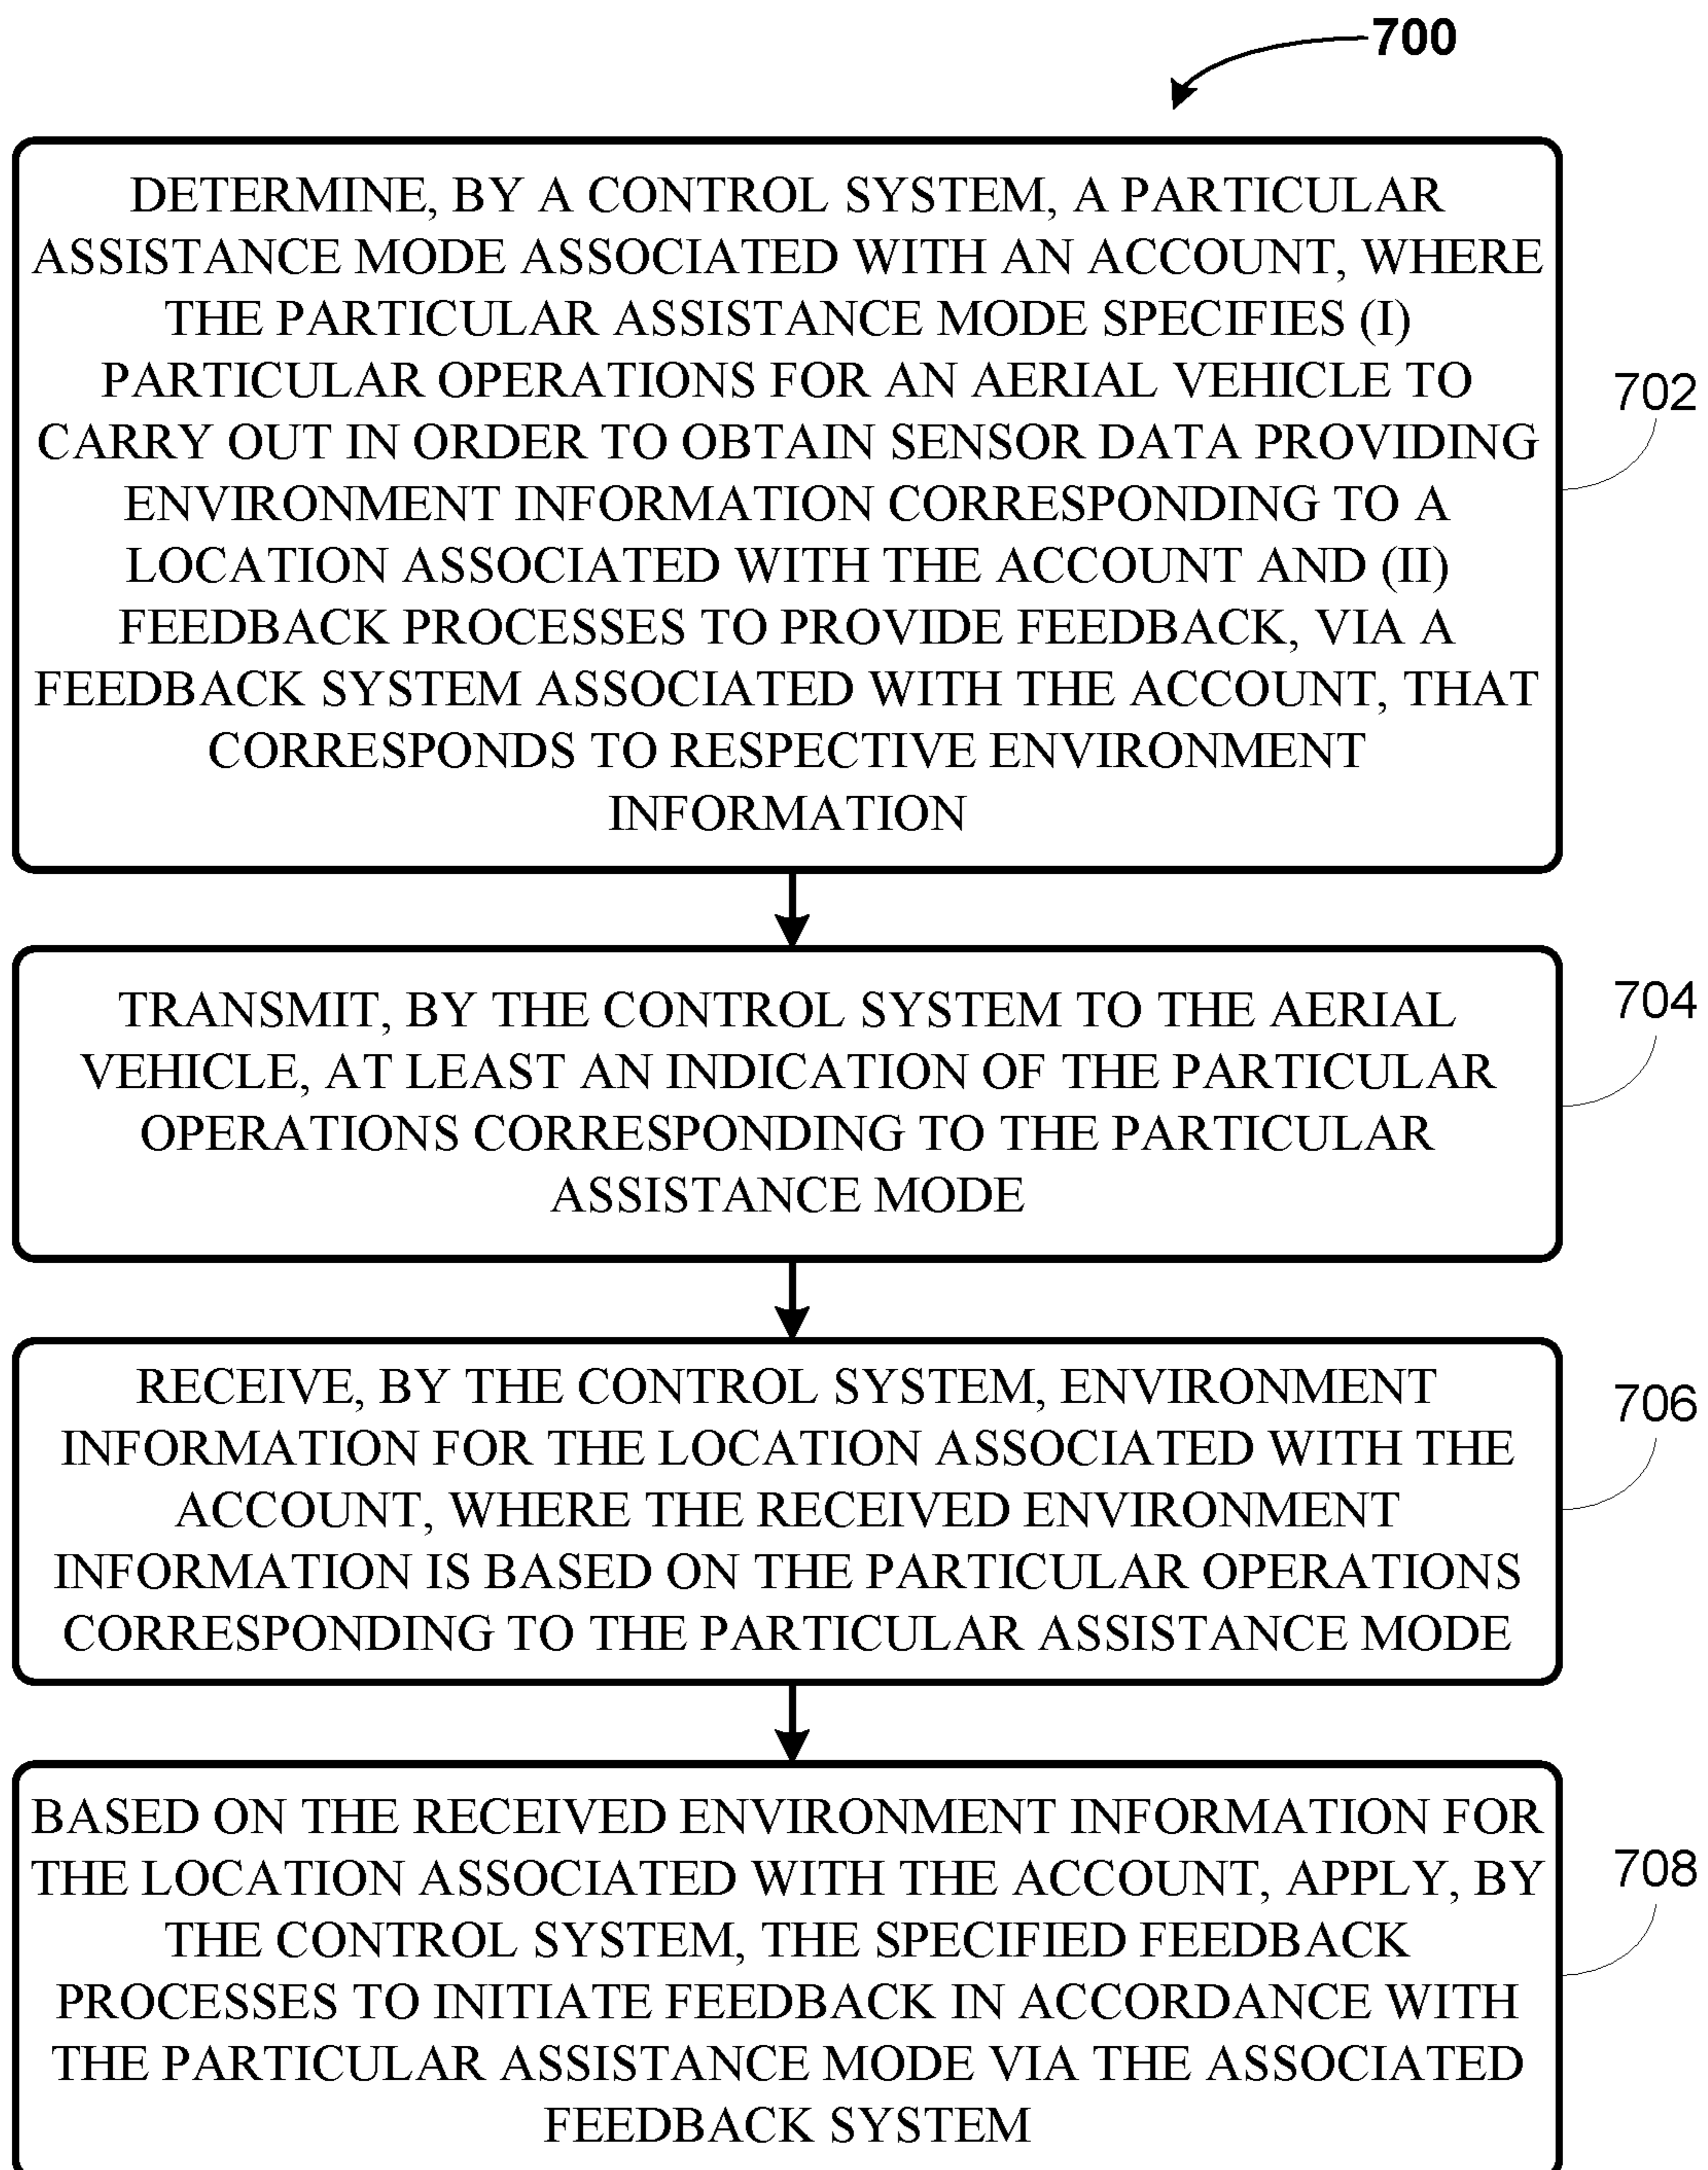 700
DETERMINE, BY A CONTROL SYSTEM, A PARTICULAR
ASSISTANCE MODE ASSOCIATED WITH AN ACCOUNT, WHERE
THE PARTICULAR ASSISTANCE MODE SPECIFIES (I)
PARTICULAR OPERATIONS FOR AN AERIAL VEHICLE TO
CARRY OUT IN ORDER TO OBTAIN SENSOR DATA PROVIDING
ENVIRONMENT INFORMATION CORRESPONDING TO A
LOCATION ASSOCIATED WITH THE ACCOUNT AND (II)
FEEDBACK PROCESSES TO PROVIDE FEEDBACK, VIA A
FEEDBACK SYSTEM ASSOCIATED WITH THE ACCOUNT, THAT
CORRESPONDS TO RESPECTIVE ENVIRONMENT
INFORMATION
702
TRANSMIT, BY THE CONTROL SYSTEM TO THE AERIAL
VEHICLE, AT LEAST AN INDICATION OF THE PARTICULAR
OPERATIONS CORRESPONDING TO THE PARTICULAR
ASSISTANCE MODE
704
RECEIVE, BY THE CONTROL SYSTEM, ENVIRONMENT
INFORMATION FOR THE LOCATION ASSOCIATED WITH THE
ACCOUNT, WHERE THE RECEIVED ENVIRONMENT
INFORMATION IS BASED ON THE PARTICULAR OPERATIONS
CORRESPONDING TO THE PARTICULAR ASSISTANCE MODE
706
BASED ON THE RECEIVED ENVIRONMENT INFORMATION FOR
THE LOCATION ASSOCIATED WITH THE ACCOUNT, APPLY, BY
THE CONTROL SYSTEM, THE SPECIFIED FEEDBACK
PROCESSES TO INITIATE FEEDBACK IN ACCORDANCE WITH
THE PARTICULAR ASSISTANCE MODE VIA THE ASSOCIATED
FEEDBACK SYSTEM
708